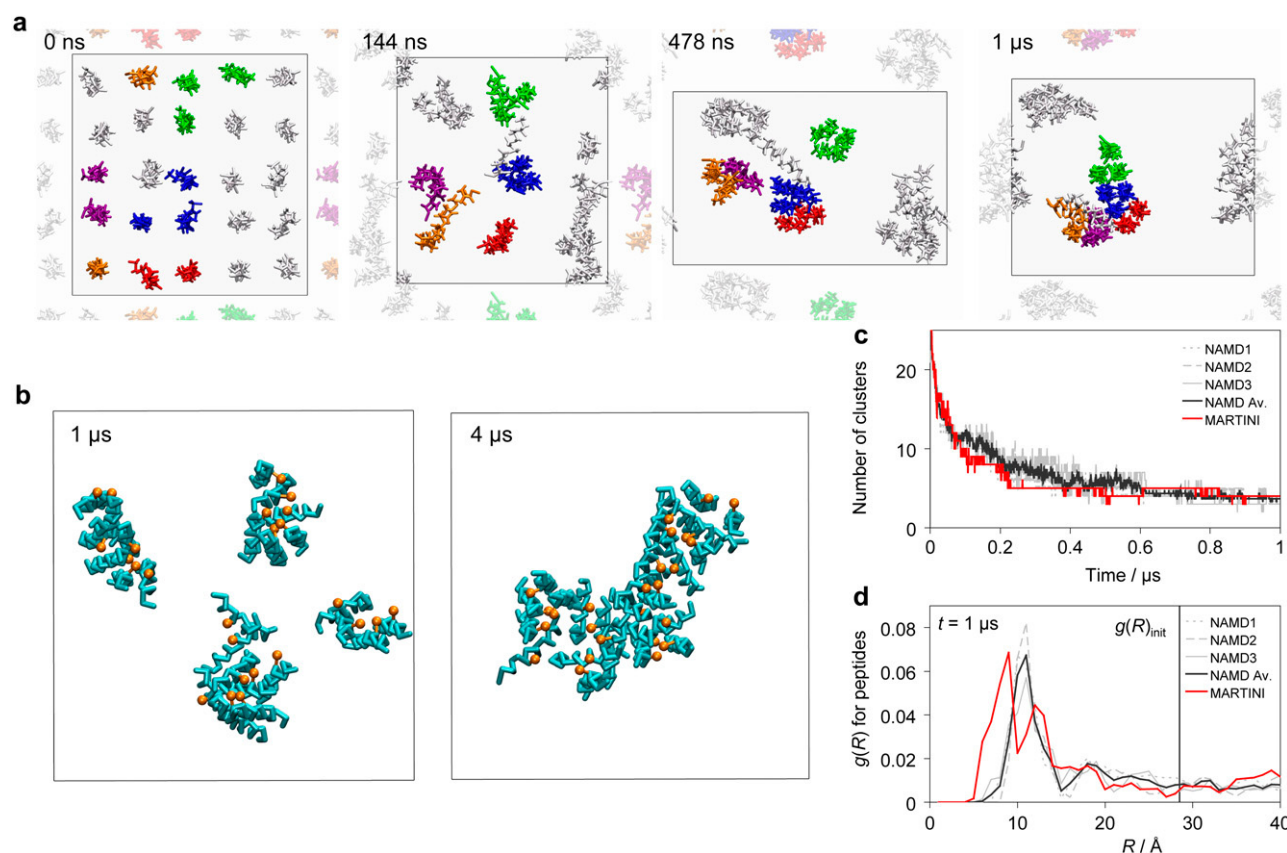 a
0 ns
144 ns
478 ns
1 µs
b
1 µs
4 µs
c
Number of clusters
20
10
0
0
0.2
0.4
0.6
0.8
1
Time / µs
NAMD1
NAMD2
NAMD3
NAMD Av.
MARTINI
d
g(R) for peptides
0.08
0.06
0.04
0.02
0
0
10
20
30
40
R / Å
t = 1 µs
g(R)init
NAMD1
NAMD2
NAMD3
NAMD Av.
MARTINI